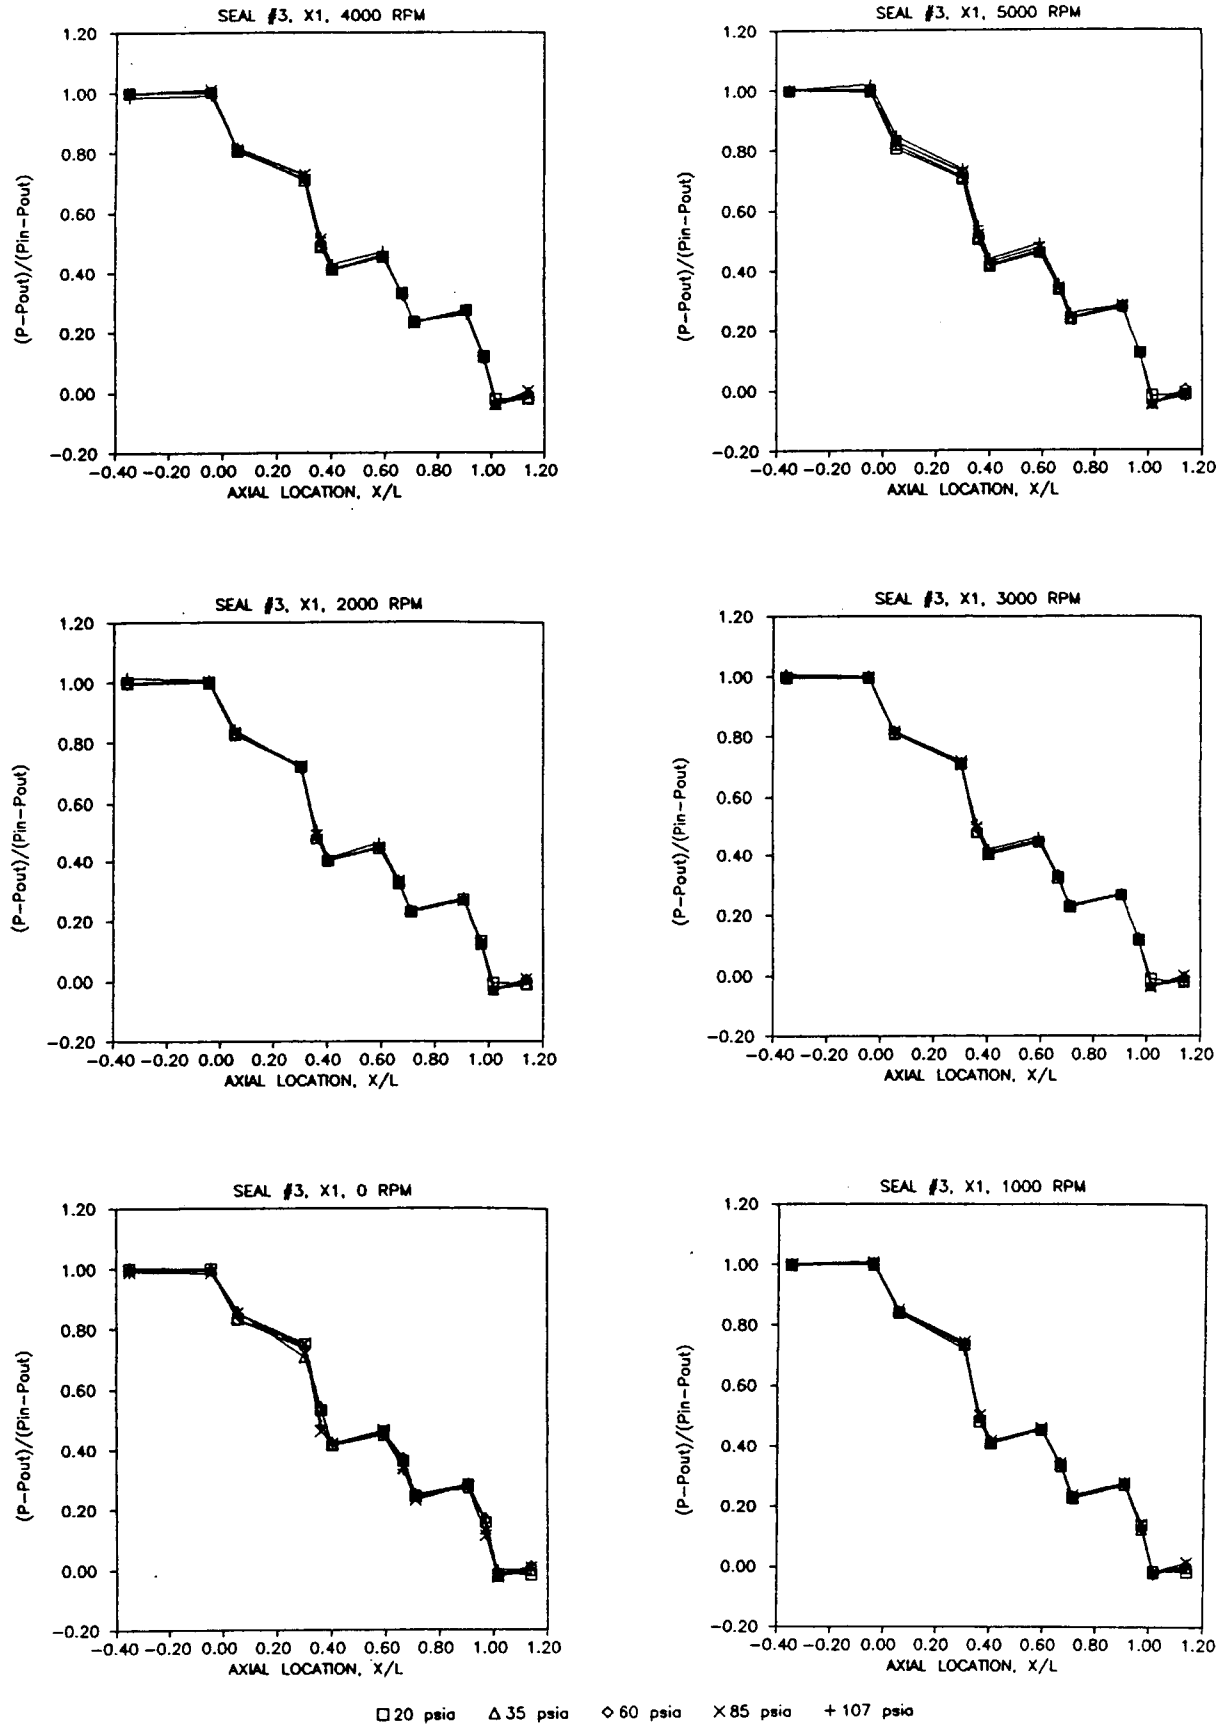 SEAL #3, X1, 4000 RPM
1.20
1.00
0.80
0.60
0.40
0.20
0.00
−0.20
(P−Pout)/(Pin−Pout)
−0.40 −0.20 0.00 0.20 0.40 0.60 0.80 1.00 1.20
AXIAL LOCATION, X/L
SEAL #3, X1, 5000 RPM
1.20
1.00
0.80
0.60
0.40
0.20
0.00
−0.20
(P−Pout)/(Pin−Pout)
−0.40 −0.20 0.00 0.20 0.40 0.60 0.80 1.00 1.20
AXIAL LOCATION, X/L
SEAL #3, X1, 2000 RPM
1.20
1.00
0.80
0.60
0.40
0.20
0.00
−0.20
(P−Pout)/(Pin−Pout)
−0.40 −0.20 0.00 0.20 0.40 0.60 0.80 1.00 1.20
AXIAL LOCATION, X/L
SEAL #3, X1, 3000 RPM
1.20
1.00
0.80
0.60
0.40
0.20
0.00
−0.20
(P−Pout)/(Pin−Pout)
−0.40 −0.20 0.00 0.20 0.40 0.60 0.80 1.00 1.20
AXIAL LOCATION, X/L
SEAL #3, X1, 0 RPM
1.20
1.00
0.80
0.60
0.40
0.20
0.00
−0.20
(P−Pout)/(Pin−Pout)
−0.40 −0.20 0.00 0.20 0.40 0.60 0.80 1.00 1.20
AXIAL LOCATION, X/L
SEAL #3, X1, 1000 RPM
1.20
1.00
0.80
0.60
0.40
0.20
0.00
−0.20
(P−Pout)/(Pin−Pout)
−0.40 −0.20 0.00 0.20 0.40 0.60 0.80 1.00 1.20
AXIAL LOCATION, X/L
20 psia 35 psia 60 psia 85 psia 107 psia